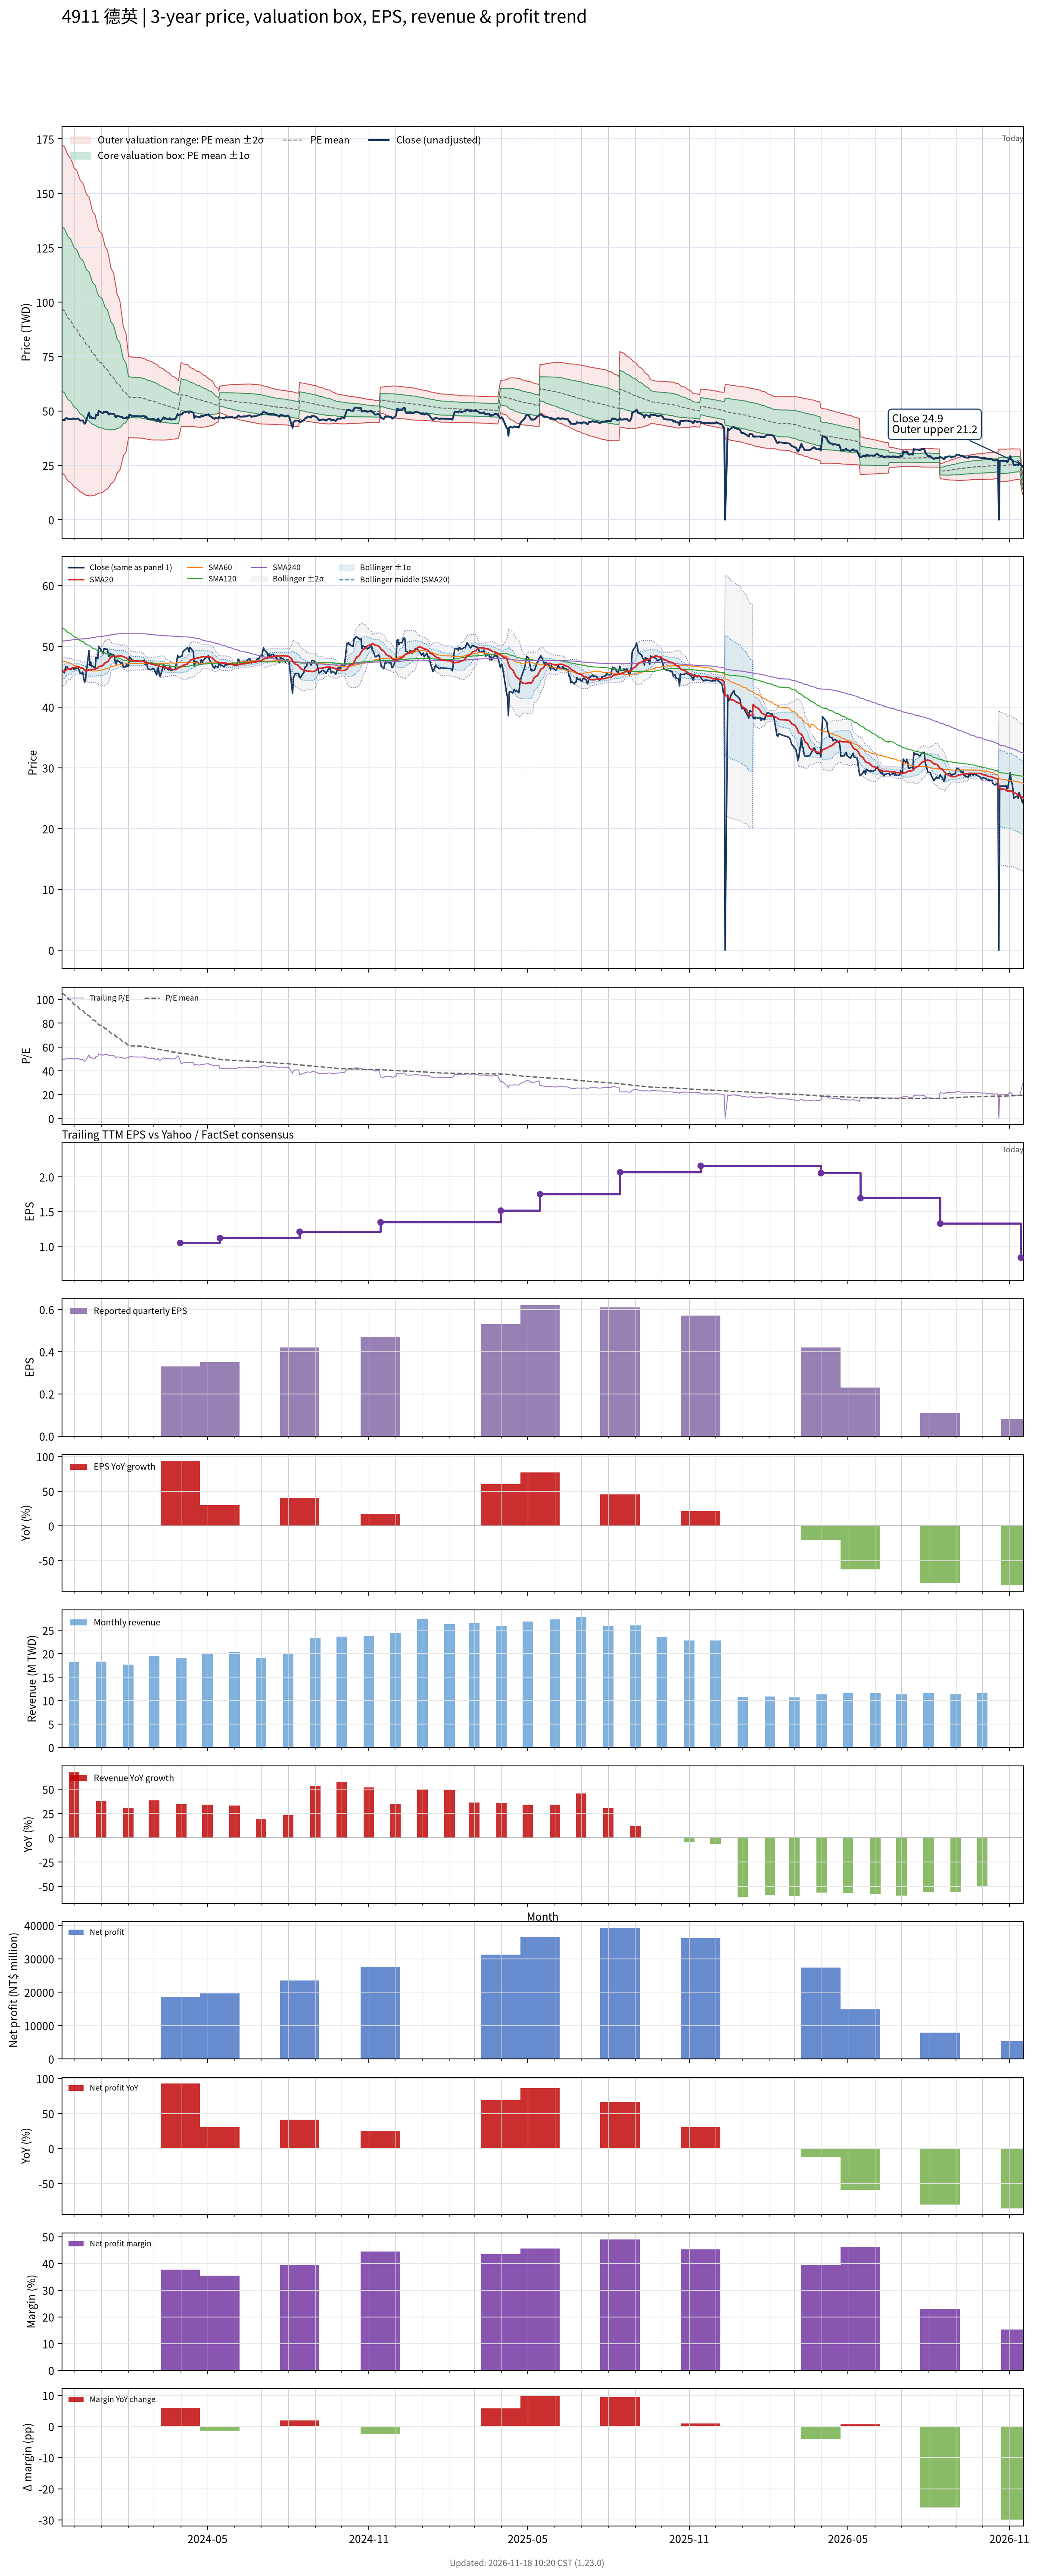 4911 德英 | 3-year price, valuation box, EPS, revenue & profit trend
Outer valuation range: PE mean ±2σ
PE mean
Close (unadjusted)
Core valuation box: PE mean ±1σ
Today
175
150
125
100
75
50
25
0
Price (TWD)
Close 24.9
Outer upper 21.2
Close (same as panel 1)
SMA60
SMA240
Bollinger ±1σ
SMA20
SMA120
Bollinger ±2σ
Bollinger middle (SMA20)
60
50
40
30
20
10
0
Price
Trailing P/E
P/E mean
100
80
60
40
20
0
P/E
Trailing TTM EPS vs Yahoo / FactSet consensus
Today
2.0
1.5
1.0
EPS
Reported quarterly EPS
0.6
0.4
0.2
0.0
EPS
EPS YoY growth
100
50
0
-50
YoY (%)
Monthly revenue
25
20
15
10
5
0
Revenue (M TWD)
Revenue YoY growth
50
25
0
-25
-50
YoY (%)
Month
Net profit
40000
30000
20000
10000
0
Net profit (NT$ million)
Net profit YoY
100
50
0
-50
YoY (%)
Net profit margin
50
40
30
20
10
0
Margin (%)
Margin YoY change
10
0
-10
-20
-30
Δ margin (pp)
2024-05
2024-11
2025-05
2025-11
2026-05
2026-11
Updated: 2026-11-18 10:20 CST (1.23.0)